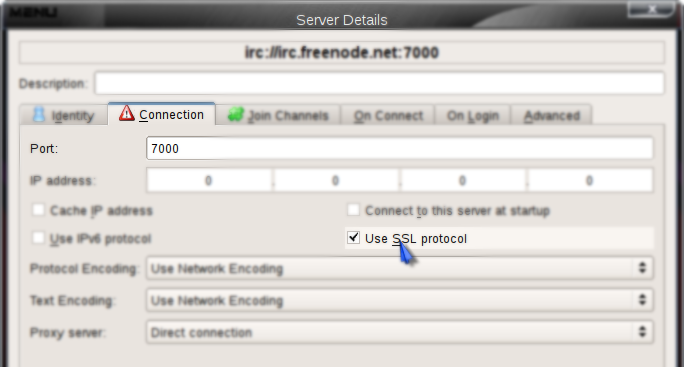 MENU
Server Details
irc://irc.freenode.net:7000
Description:
Identity Connection Join Channels On Connect On Login Advanced
Port: 7000
IP address: 0 . 0 . 0 . 0
Cache IP address Connect to this server at startup
Use IPv6 protocol Use SSL protocol
Protocol Encoding: Use Network Encoding
Text Encoding: Use Network Encoding
Proxy server: Direct connection